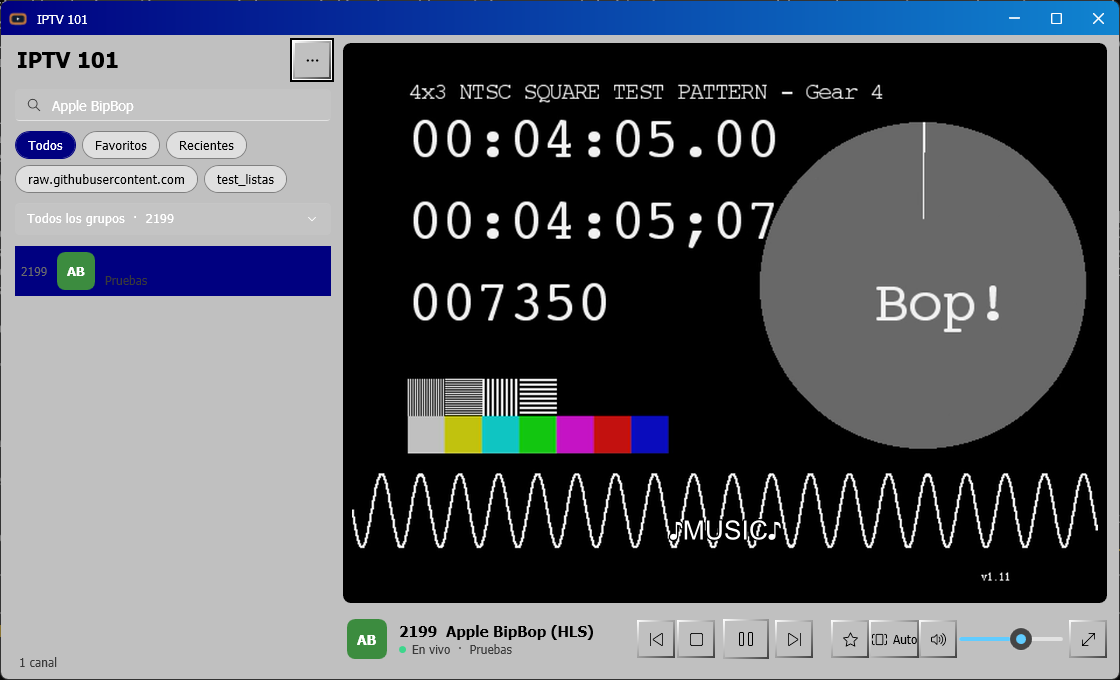 IPTV 101
IPTV 101
...
Apple BipBop
Todos
Favoritos
Recientes
raw.githubusercontent.com
test_listas
Todos los grupos · 2199
2199
AB
Pruebas
1 canal
4x3 NTSC SQUARE TEST PATTERN - Gear 4
00:04:05.00
00:04:05;07
007350
Bop!
♪MUSIC♪
v1.11
AB
2199 Apple BipBop (HLS)
En vivo · Pruebas
Auto